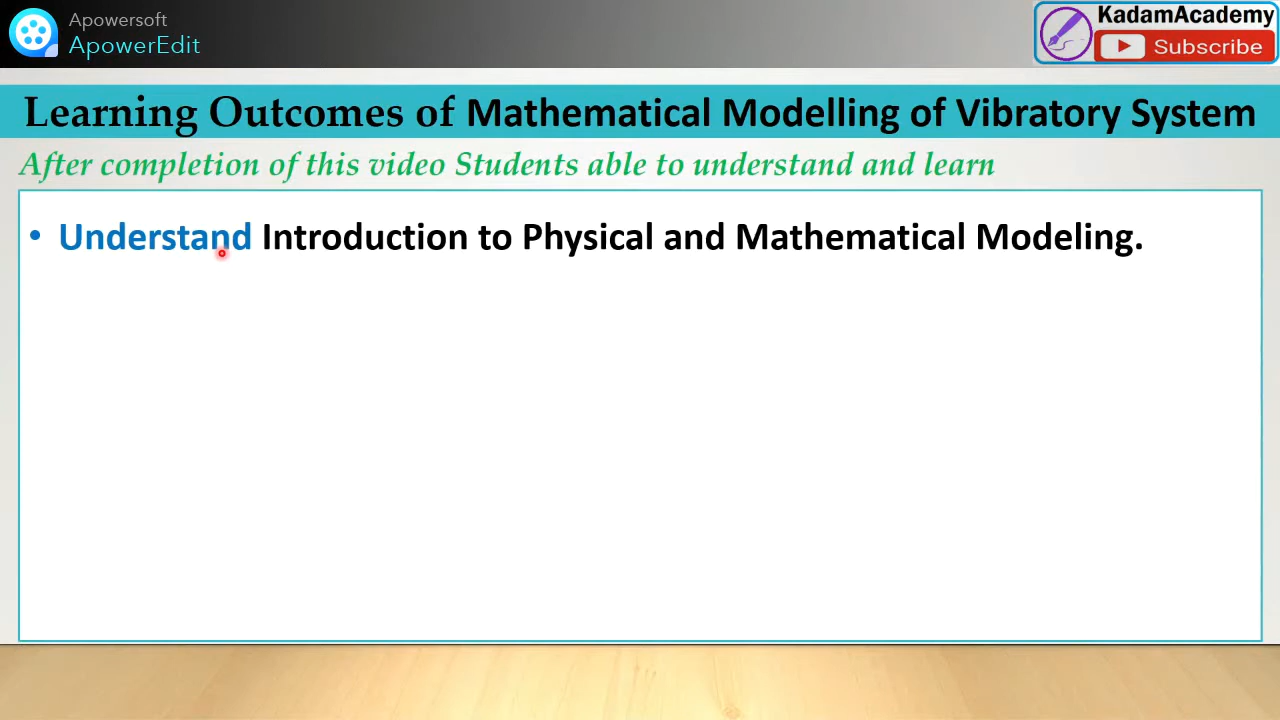 Apowersoft
ApowerEdit
KadamAcademy
Subscribe
Learning Outcomes of Mathematical Modelling of Vibratory System
After completion of this video Students able to understand and learn
• Understand Introduction to Physical and Mathematical Modeling.